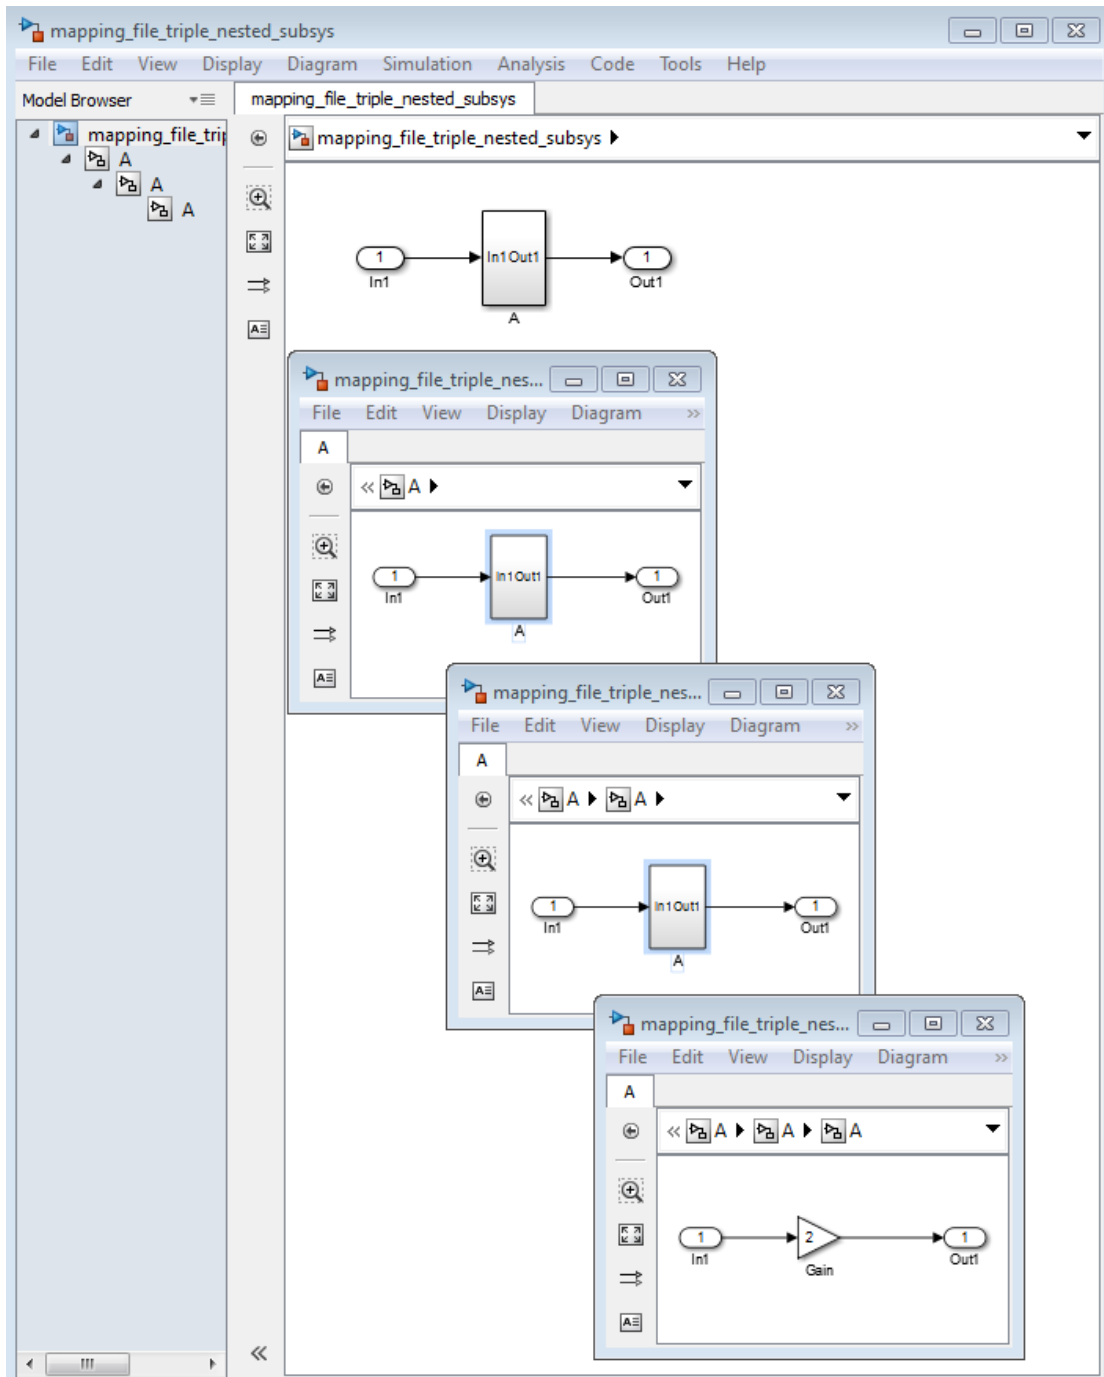 mapping_file_triple_nested_subsys
File Edit View Display Diagram Simulation Analysis Code Tools Help
Model Browser
mapping_file_triple_nested_subsys
mapping_file_trip
A
A
A
mapping_file_triple_nested_subsys
1
In1 Out1
1
In1
Out1
A
mapping_file_triple_nes...
File Edit View Display Diagram »
A
« A
1
In1 Out1
1
In1
Out1
A
mapping_file_triple_nes...
File Edit View Display Diagram »
A
« A A
1
In1 Out1
1
In1
Out1
A
mapping_file_triple_nes...
File Edit View Display Diagram »
A
« A A A
1
2
1
In1
Gain
Out1